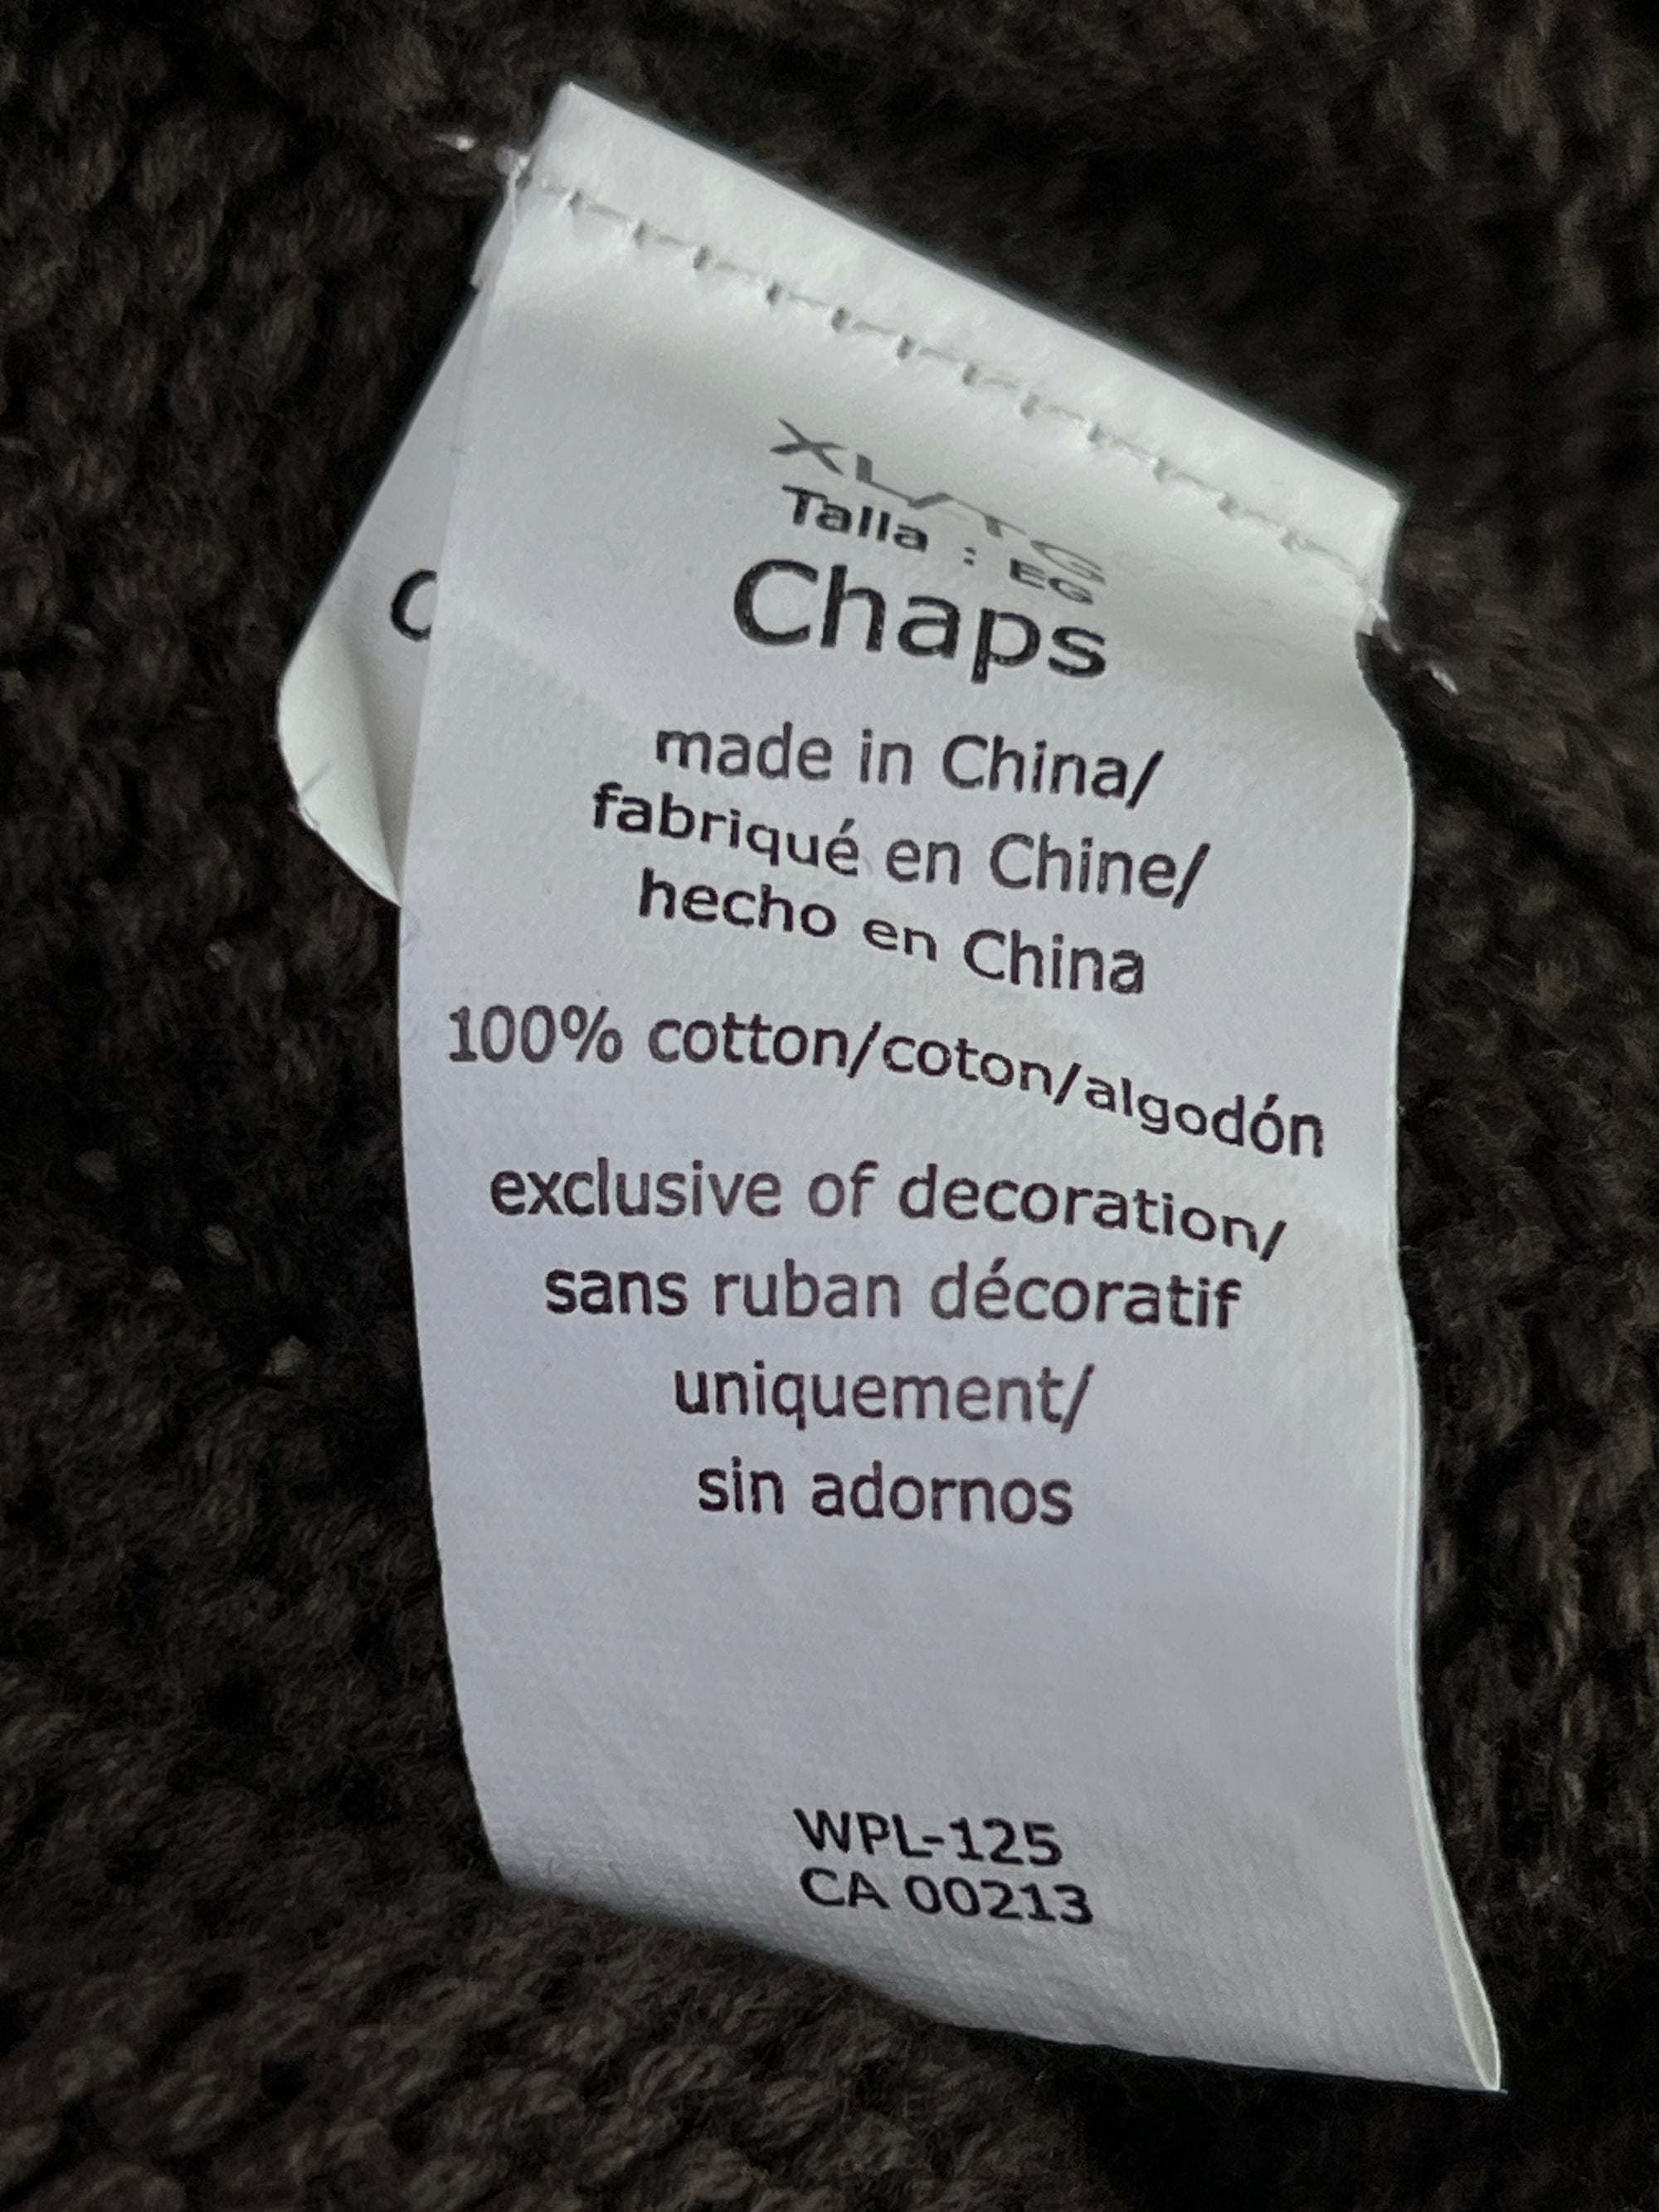 XL/TG
Talla : EG
Chaps
made in China/
fabriqué en Chine/
hecho en China
100% cotton/coton/algodón
exclusive of decoration/
sans ruban décoratif
uniquement/
sin adornos
WPL-125
CA 00213